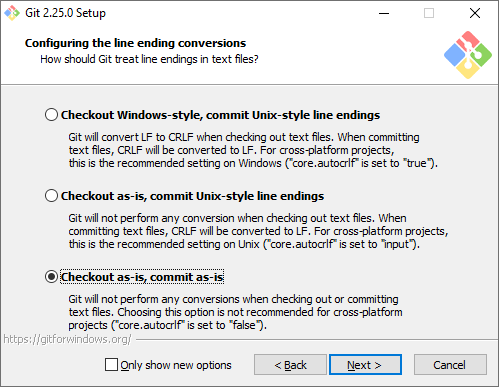 Git 2.25.0 Setup
Configuring the line ending conversions
How should Git treat line endings in text files?
Checkout Windows-style, commit Unix-style line endings
Git will convert LF to CRLF when checking out text files. When committing
text files, CRLF will be converted to LF. For cross-platform projects,
this is the recommended setting on Windows ("core.autocrlf" is set to "true").
Checkout as-is, commit Unix-style line endings
Git will not perform any conversion when checking out text files. When
committing text files, CRLF will be converted to LF. For cross-platform projects,
this is the recommended setting on Unix ("core.autocrlf" is set to "input").
Checkout as-is, commit as-is
Git will not perform any conversions when checking out or committing
text files. Choosing this option is not recommended for cross-platform
projects ("core.autocrlf" is set to "false").
https://gitforwindows.org/
Only show new options
< Back
Next >
Cancel